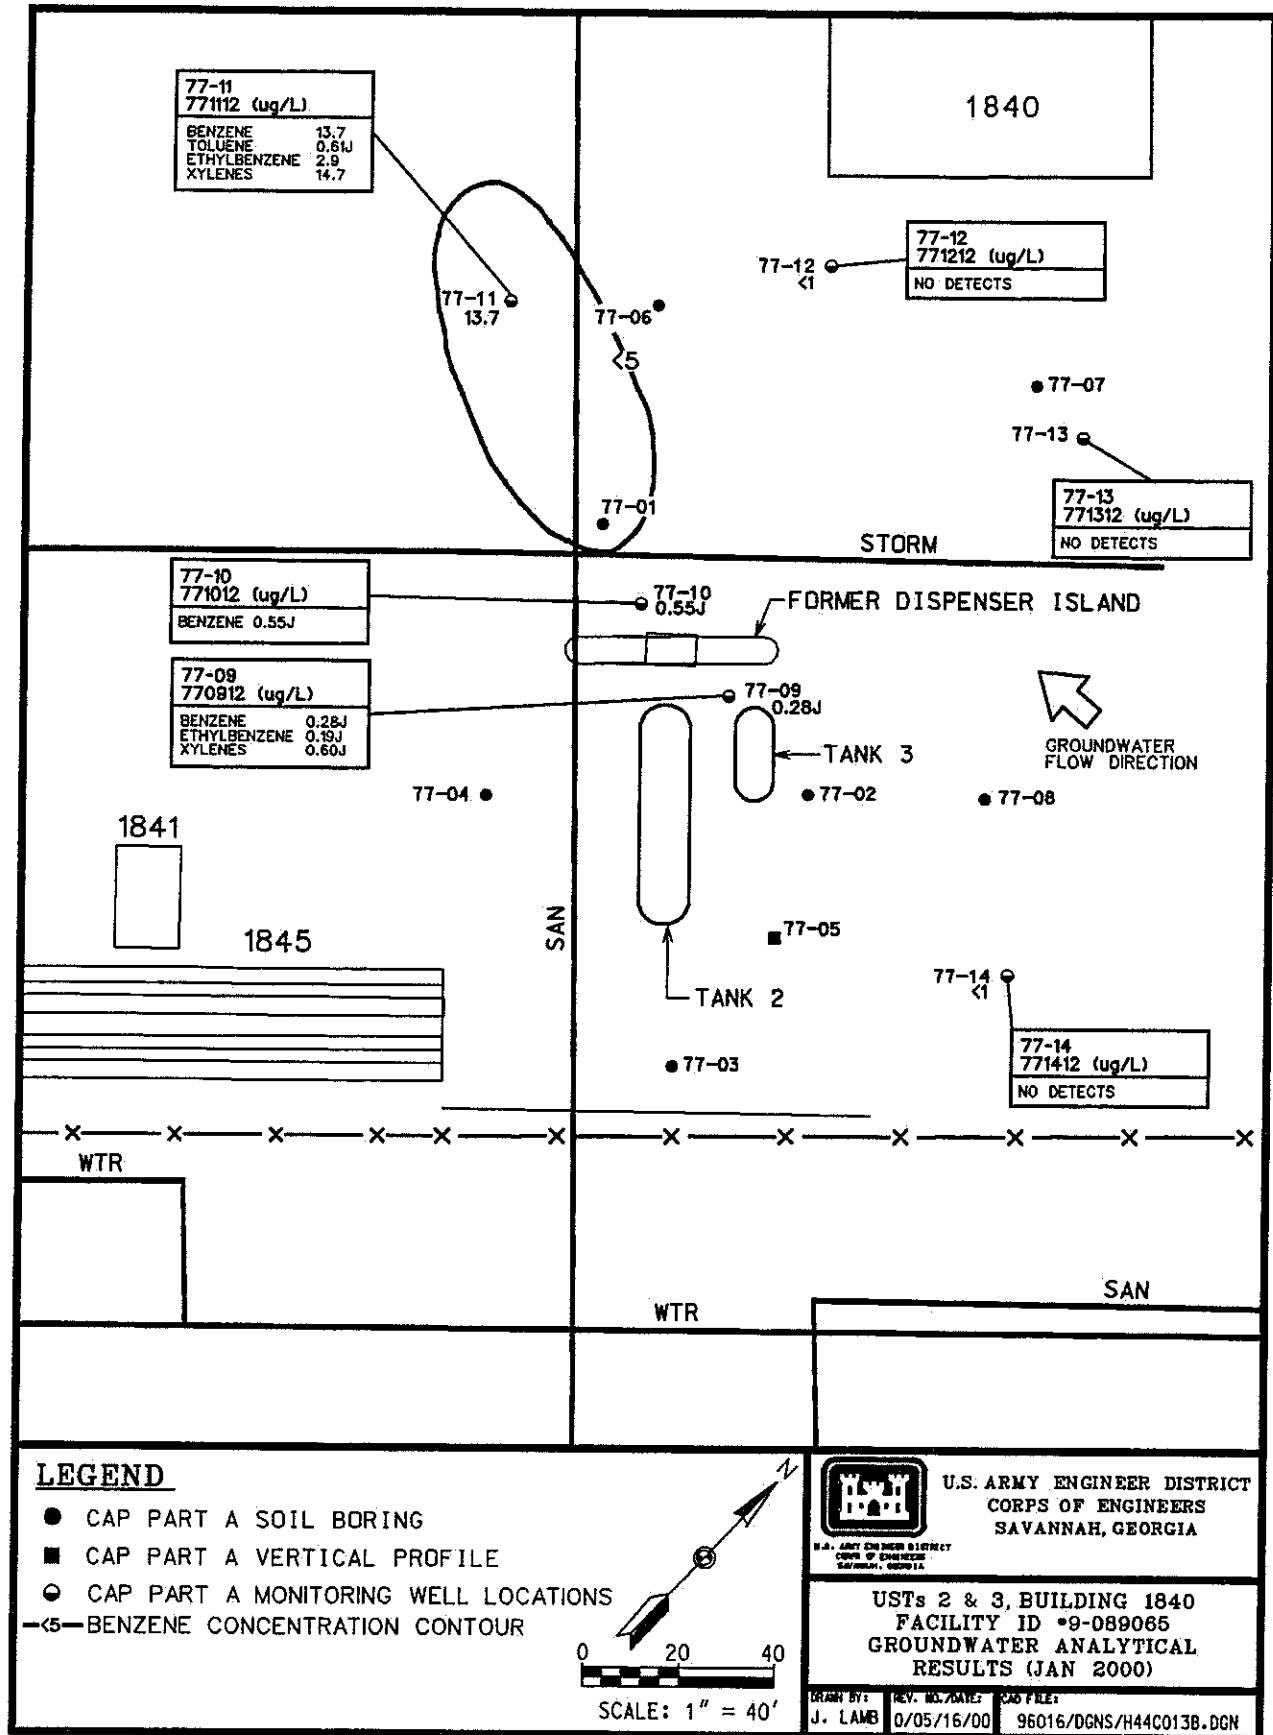 77-11
771112 (ug/L)
BENZENE 13.7
TOLUENE 0.61J
ETHYLBENZENE 2.9
XYLENES 14.7
1840
77-12
771212 (ug/L)
NO DETECTS
77-12
<1
77-11
13.7
77-06
<5
77-07
77-13
77-13
771312 (ug/L)
NO DETECTS
77-01
STORM
77-10
771012 (ug/L)
BENZENE 0.55J
77-10
0.55J
FORMER DISPENSER ISLAND
77-09
770912 (ug/L)
BENZENE 0.28J
ETHYLBENZENE 0.19J
XYLENES 0.60J
77-09
0.28J
GROUNDWATER
FLOW DIRECTION
TANK 3
77-04
77-02
77-08
1841
SAN
77-05
1845
77-14
<1
TANK 2
77-14
771412 (ug/L)
NO DETECTS
77-03
WTR
SAN
WTR
LEGEND
CAP PART A SOIL BORING
CAP PART A VERTICAL PROFILE
CAP PART A MONITORING WELL LOCATIONS
<5 BENZENE CONCENTRATION CONTOUR
N
0 20 40
SCALE: 1" = 40'
U.S. ARMY ENGINEER DISTRICT
CORPS OF ENGINEERS
SAVANNAH, GEORGIA
U.S. ARMY ENGINEER DISTRICT
CORPS OF ENGINEERS
SAVANNAH, GEORGIA
USTs 2 & 3, BUILDING 1840
FACILITY ID *9-089065
GROUNDWATER ANALYTICAL
RESULTS (JAN 2000)
DRAWN BY:
J. LAMB
REV. NO./DATE:
0/05/16/00
CAD FILE:
96016/DGNS/H44C013B.DGN